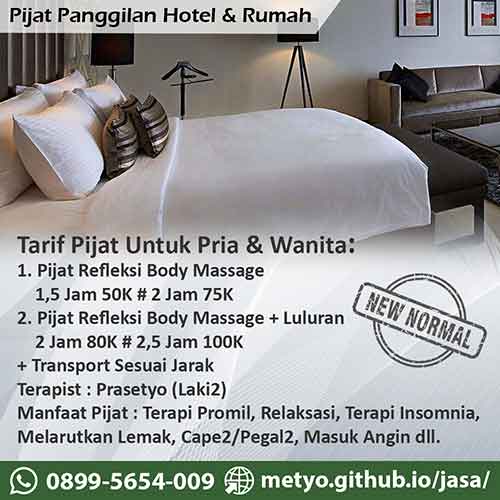 Pijat Panggilan Hotel & Rumah
Tarif Pijat Untuk Pria & Wanita:
1. Pijat Refleksi Body Massage
1,5 Jam 50K # 2 Jam 75K
2. Pijat Refleksi Body Massage + Luluran
2 Jam 80K # 2,5 Jam 100K
+ Transport Sesuai Jarak
Terapist : Prasetyo (Laki2)
Manfaat Pijat : Terapi Promil, Relaksasi, Terapi Insomnia,
Melarutkan Lemak, Cape2/Pegal2, Masuk Angin dll.
NEW NORMAL
0899-5654-009
metyo.github.io/jasa/